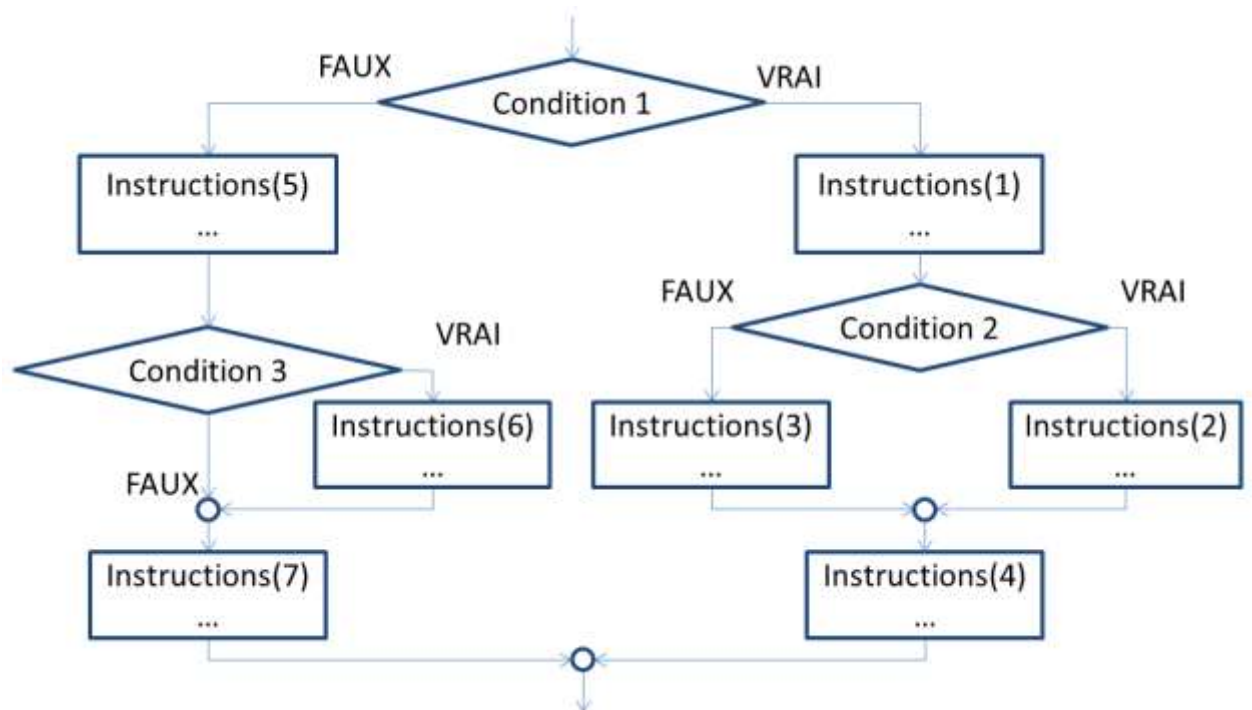 FAUX
VRAI
Condition 1
Instructions(5)
...
Instructions(1)
...
FAUX
VRAI
Condition 2
VRAI
Condition 3
Instructions(6)
...
Instructions(3)
...
Instructions(2)
...
FAUX
Instructions(7)
...
Instructions(4)
...